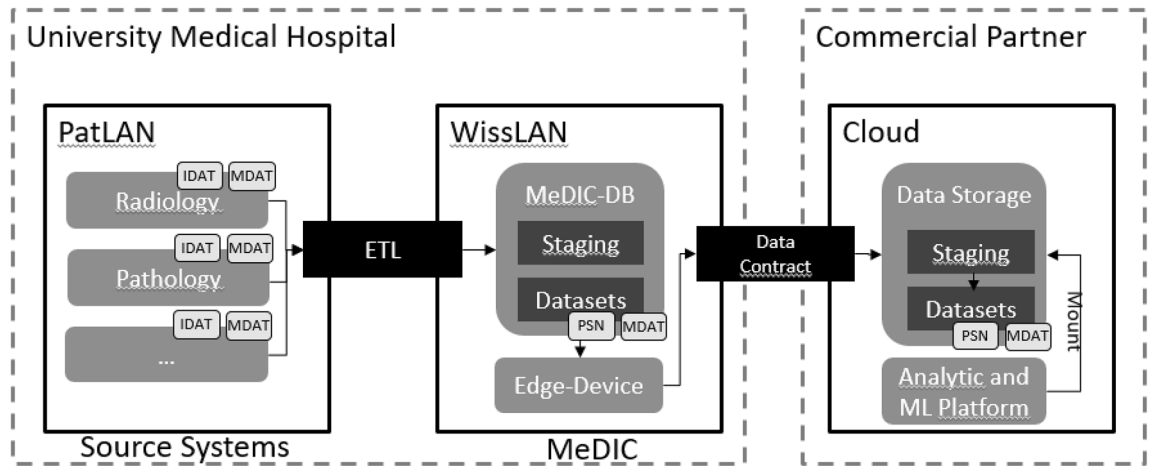 University Medical Hospital
Commercial Partner
PatLAN
IDAT MDAT
Radiology
IDAT MDAT
Pathology
IDAT MDAT
...
Source Systems
ETL
WissLAN
MeDIC-DB
Staging
Datasets
PSN MDAT
Edge-Device
MeDIC
Data
Contract
Cloud
Data Storage
Staging
Datasets
PSN MDAT
Mount
Analytic and
ML Platform